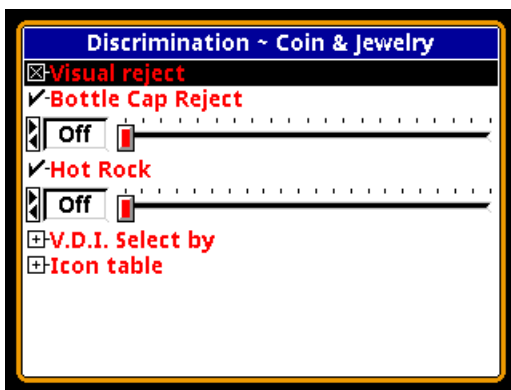 Discrimination ~ Coin & Jewelry
Visual reject
Bottle Cap Reject
Off
Hot Rock
Off
V.D.I. Select by
Icon table